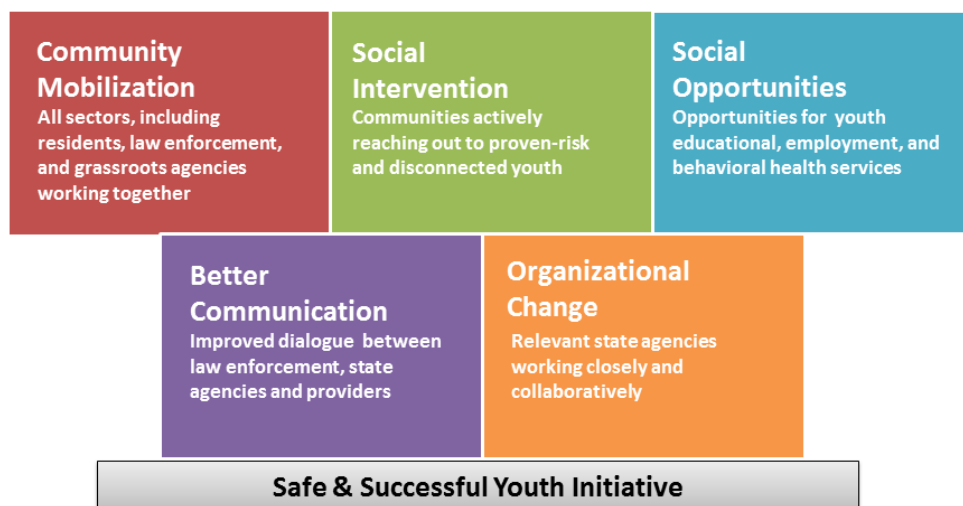 Community
Mobilization
All sectors, including
residents, law enforcement,
and grassroots agencies
working together
Social
Intervention
Communities actively
reaching out to proven-risk
and disconnected youth
Social
Opportunities
Opportunities for youth
educational, employment, and
behavioral health services
Better
Communication
Improved dialogue between
law enforcement, state
agencies and providers
Organizational
Change
Relevant state agencies
working closely and
collaboratively
Safe & Successful Youth Initiative